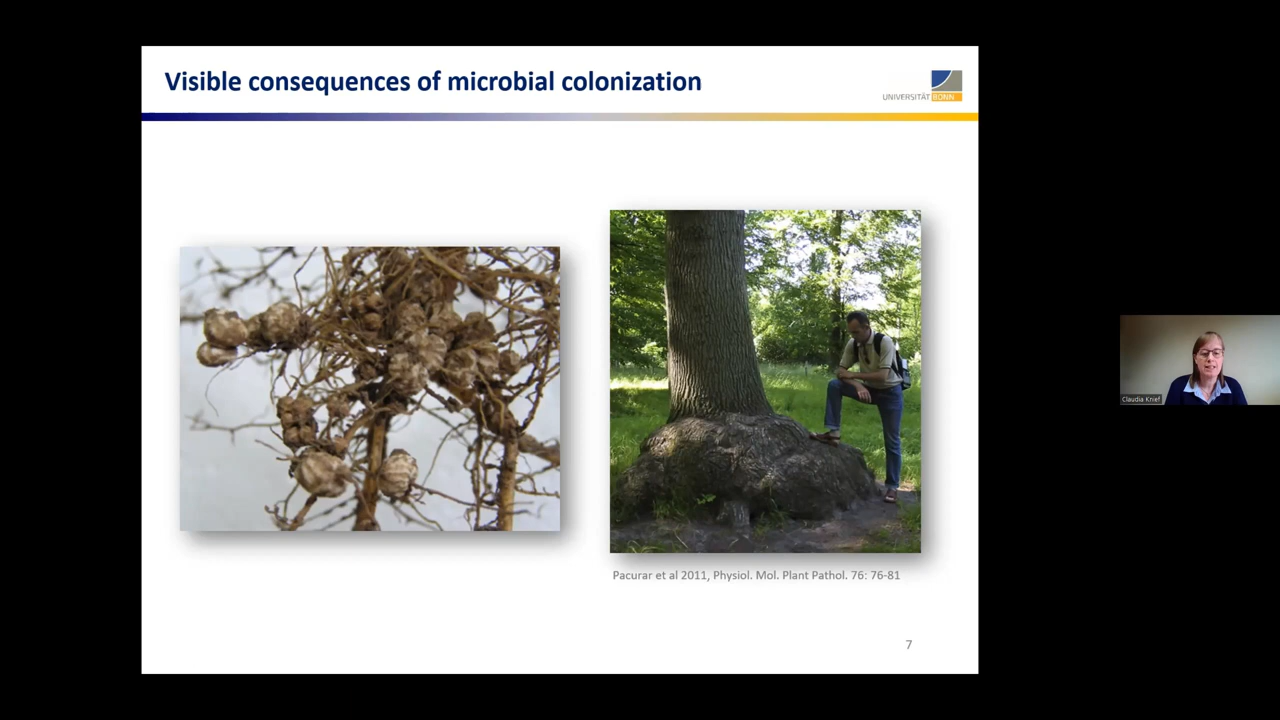 Visible consequences of microbial colonization
UNIVERSITÄT BONN
Pacurar et al 2011, Physiol. Mol. Plant Pathol. 76: 76-81
7
Claudia Knief